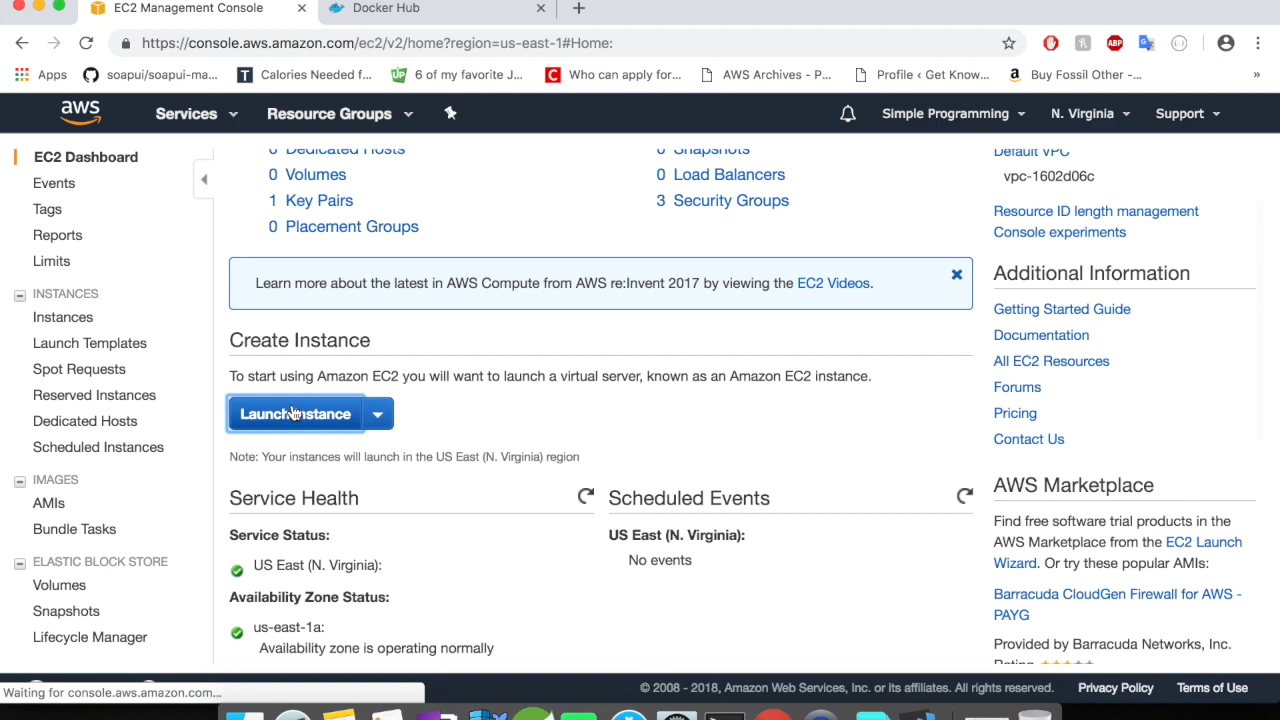 EC2 Management Console
Docker Hub
https://console.aws.amazon.com/ec2/v2/home?region=us-east-1#Home:
Apps
soapui/soapui-ma...
Calories Needed f...
6 of my favorite J...
Who can apply for...
AWS Archives - P...
Profile ‹ Get Know...
Buy Fossil Other -...
»
aws
Services
Resource Groups
Simple Programming
N. Virginia
Support
EC2 Dashboard
Events
Tags
Reports
Limits
INSTANCES
Instances
Launch Templates
Spot Requests
Reserved Instances
Dedicated Hosts
Scheduled Instances
IMAGES
AMIs
Bundle Tasks
ELASTIC BLOCK STORE
Volumes
Snapshots
Lifecycle Manager
0 Dedicated Hosts
0 Snapshots
0 Volumes
0 Load Balancers
1 Key Pairs
3 Security Groups
0 Placement Groups
Learn more about the latest in AWS Compute from AWS re:Invent 2017 by viewing the EC2 Videos.
Create Instance
To start using Amazon EC2 you will want to launch a virtual server, known as an Amazon EC2 instance.
Launch Instance
Note: Your instances will launch in the US East (N. Virginia) region
Service Health
Service Status:
US East (N. Virginia):
Availability Zone Status:
us-east-1a:
Availability zone is operating normally
Scheduled Events
US East (N. Virginia):
No events
Default VPC
vpc-1602d06c
Resource ID length management
Console experiments
Additional Information
Getting Started Guide
Documentation
All EC2 Resources
Forums
Pricing
Contact Us
AWS Marketplace
Find free software trial products in the
AWS Marketplace from the EC2 Launch
Wizard. Or try these popular AMIs:
Barracuda CloudGen Firewall for AWS -
PAYG
Provided by Barracuda Networks, Inc.
Rating
Waiting for console.aws.amazon.com...
© 2008 - 2018, Amazon Web Services, Inc. or its affiliates. All rights reserved.
Privacy Policy
Terms of Use